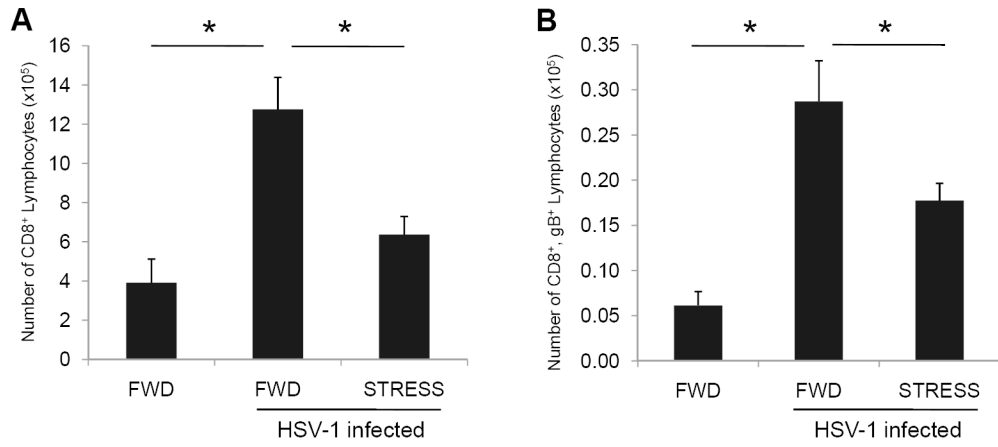 A
Number of CD8⁺ Lymphocytes (x10⁵)
16
14
12
10
8
6
4
2
0
*
*
FWD
FWD
STRESS
HSV-1 infected
B
Number of CD8⁺, gB⁺ Lymphocytes (x10⁵)
0.35
0.30
0.25
0.20
0.15
0.10
0.05
0.00
*
*
FWD
FWD
STRESS
HSV-1 infected